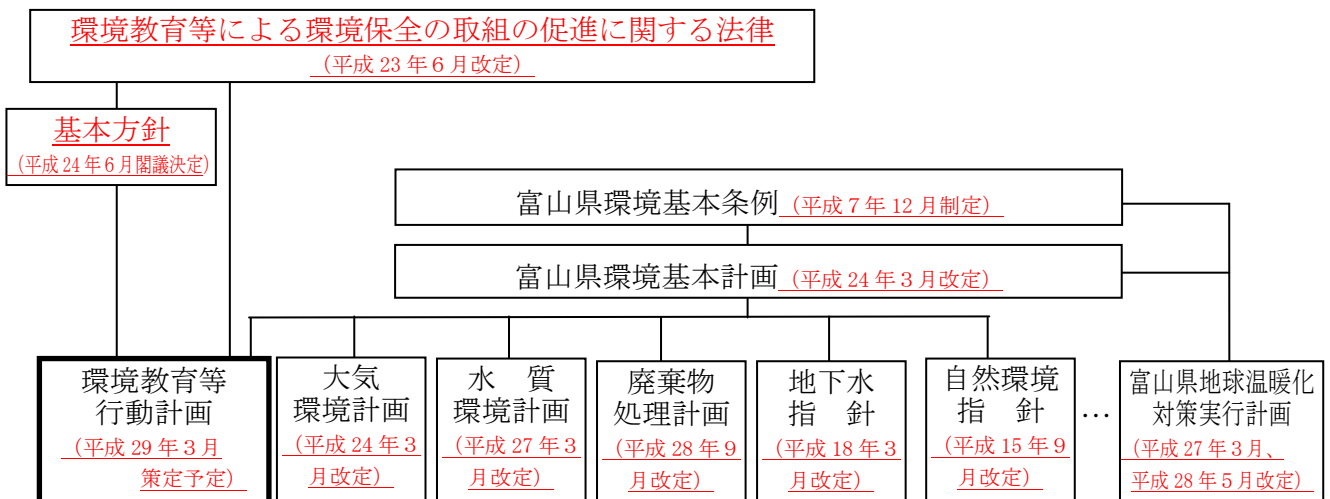 環境教育等による環境保全の取組の促進に関する法律
（平成 23 年６月改定）
基本方針
（平成 24 年６月閣議決定）
富山県環境基本条例（平成７年 12 月制定）
富山県環境基本計画（平成 24 年３月改定）
環境教育等
行動計画
（平成 29 年３月
策定予定）
大気
環境計画
（平成 24 年３
月改定）
水　質
環境計画
（平成 27 年３
月改定）
廃棄物
処理計画
（平成 28 年９
月改定）
地下水
指　針
（平成 18 年３
月改定）
自然環境
指　針
（平成 15 年９
月改定）
…
富山県地球温暖化
対策実行計画
（平成 27 年３月、
平成 28 年５月改定）